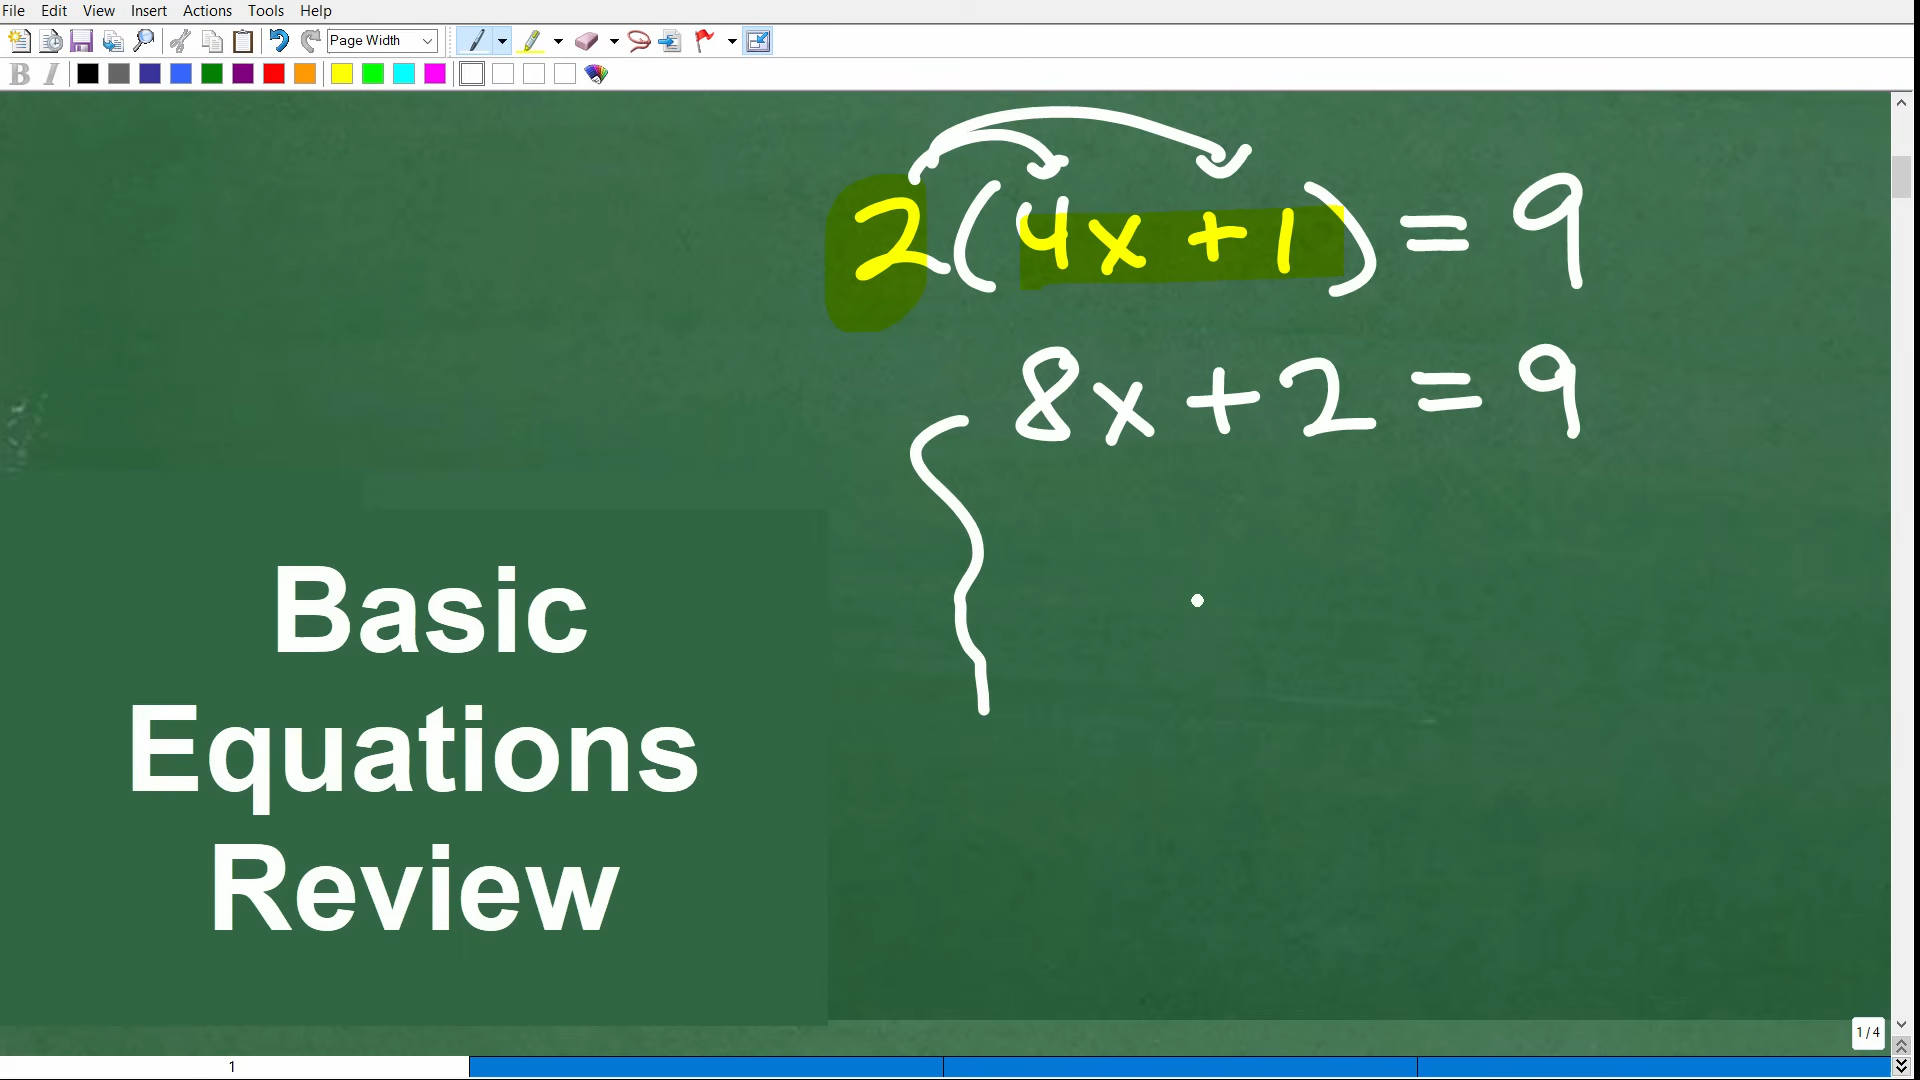 File Edit View Insert Actions Tools Help
Page Width
B I
2(4x+1)=9
8x+2=9
Basic
Equations
Review
1/4
1